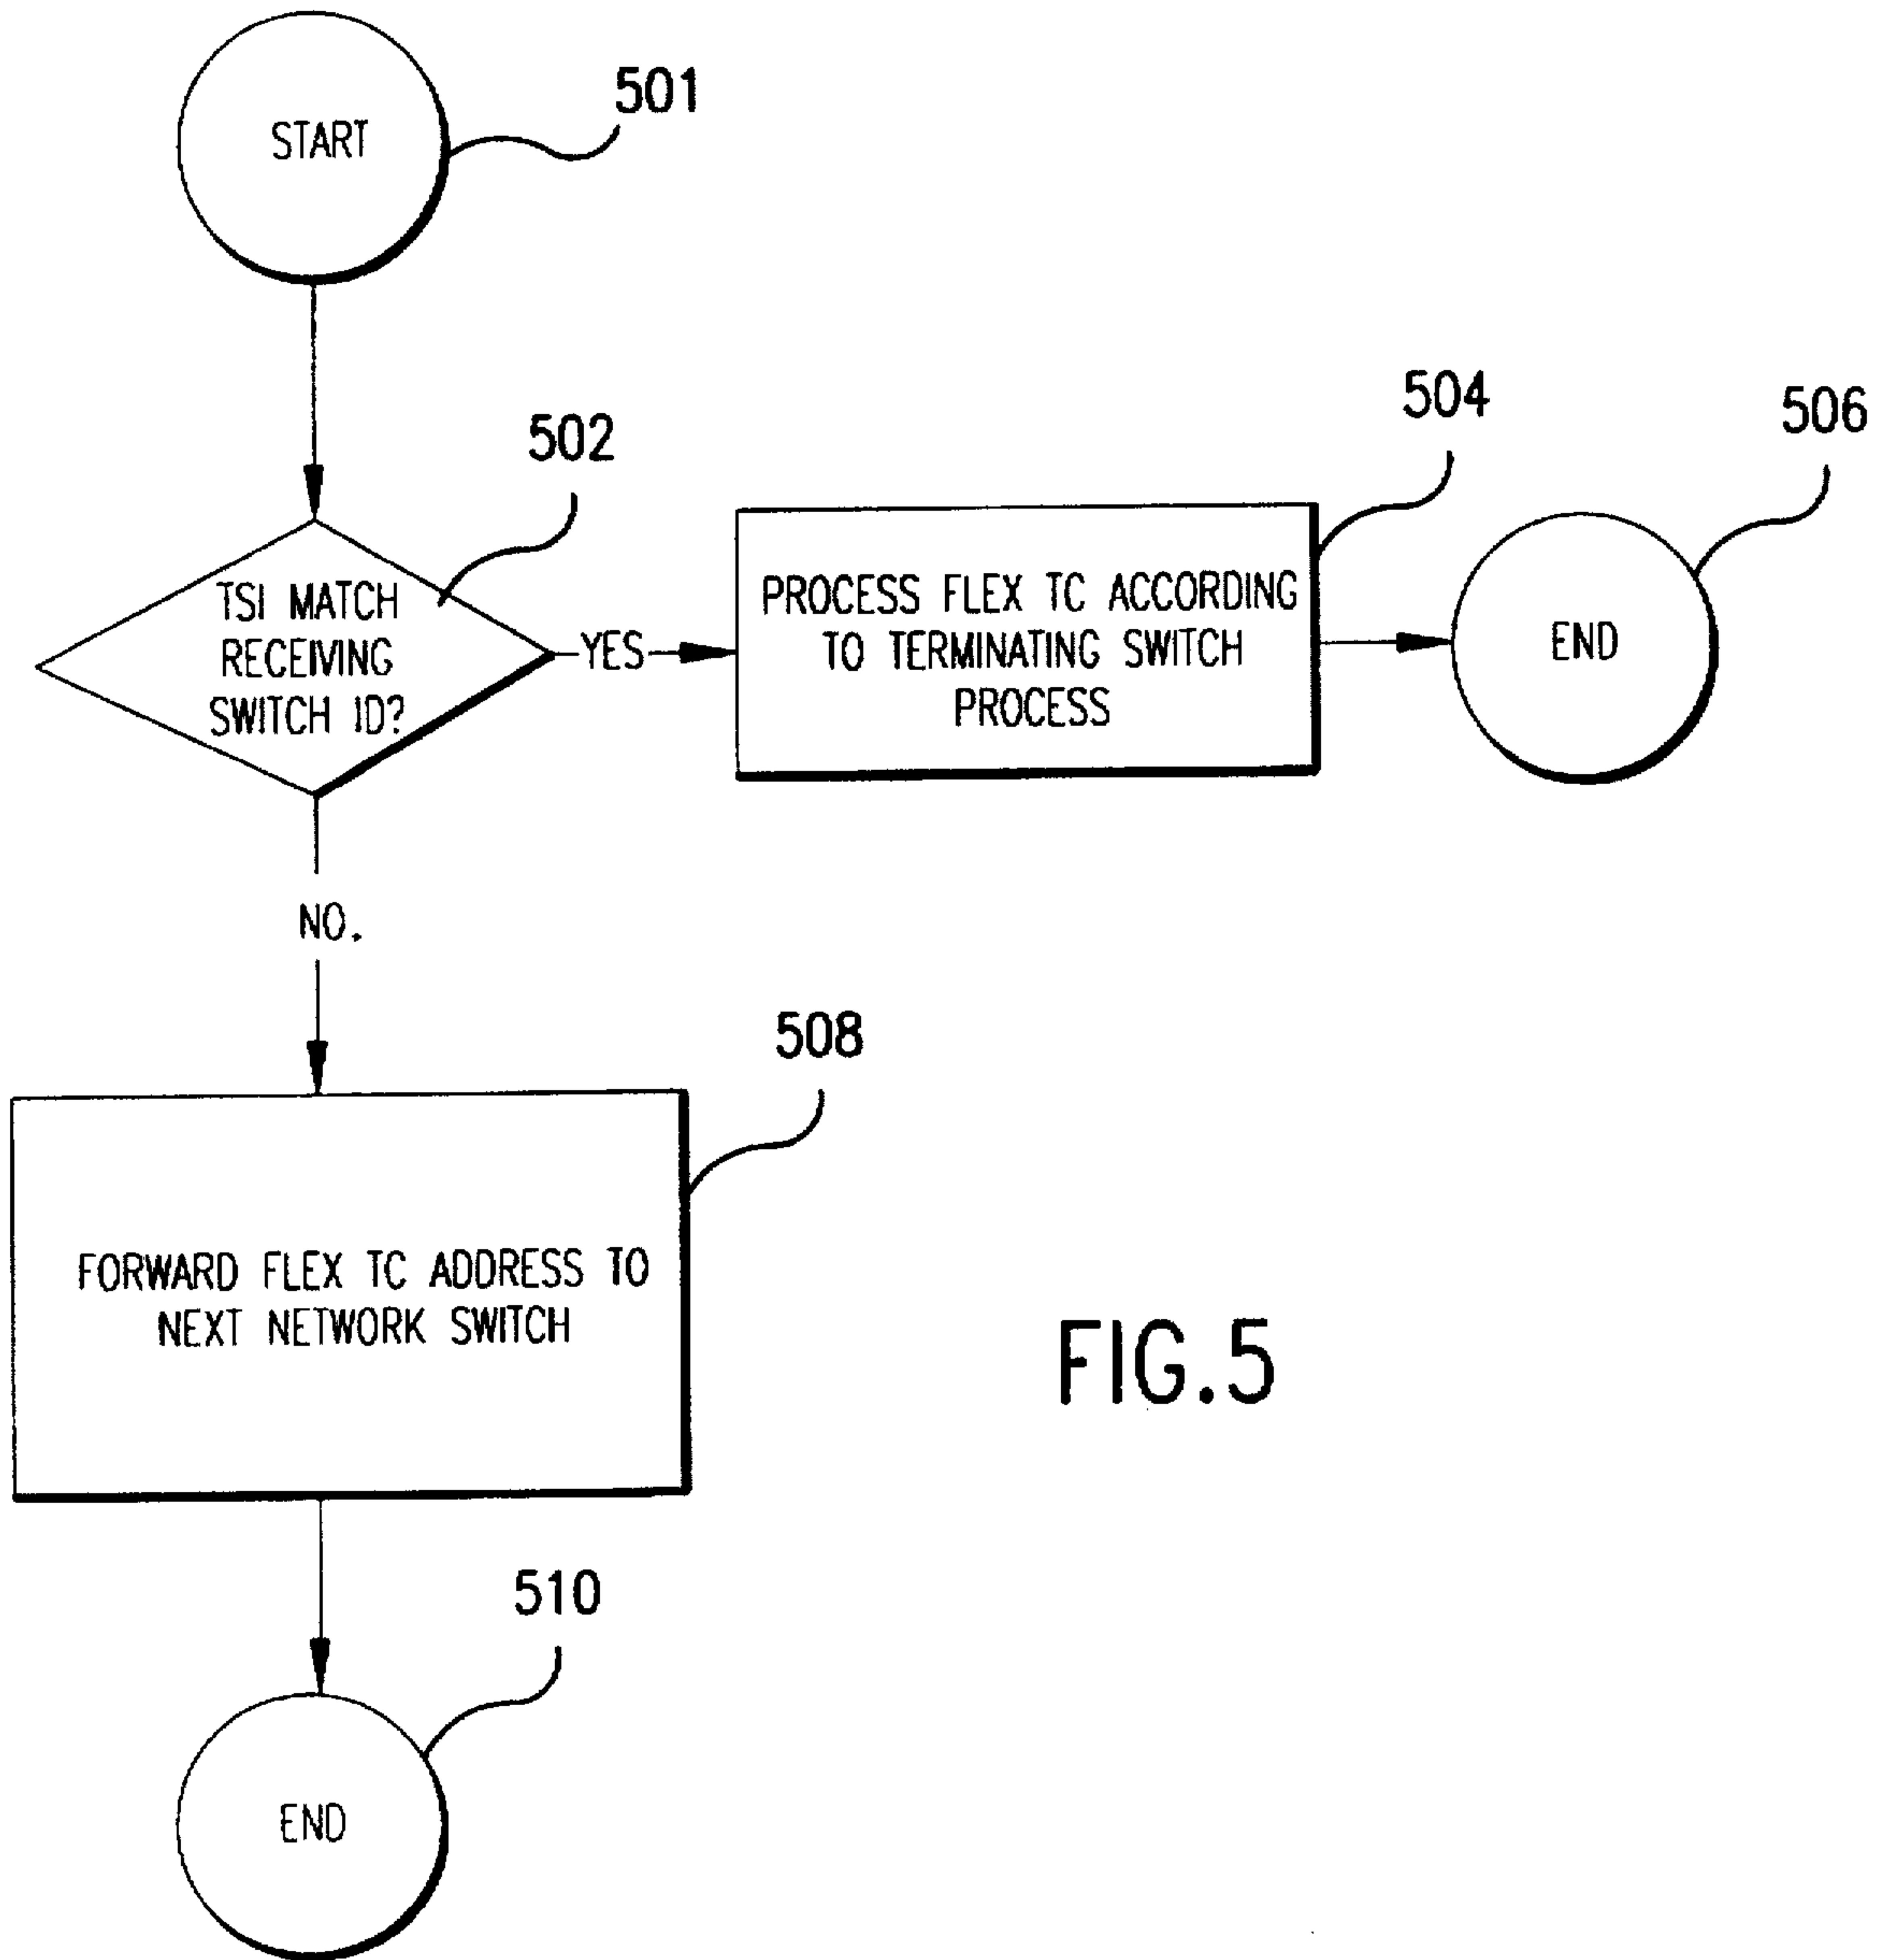 START
501
502
TSI MATCH
RECEIVING
SWITCH ID?
YES
504
PROCESS FLEX TC ACCORDING
TO TERMINATING SWITCH
PROCESS
506
END
NO.
508
FORWARD FLEX TC ADDRESS TO
NEXT NETWORK SWITCH
510
END
FIG.5